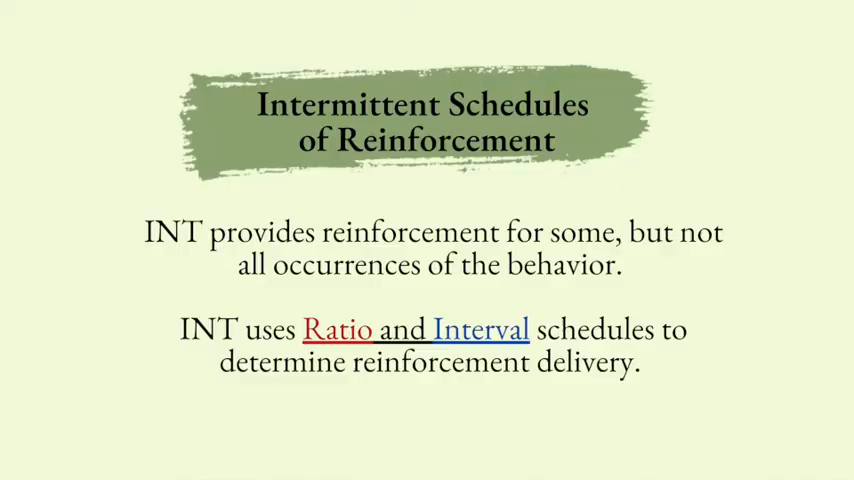 Intermittent Schedules
of Reinforcement
INT provides reinforcement for some, but not
all occurrences of the behavior.
INT uses Ratio and Interval schedules to
determine reinforcement delivery.